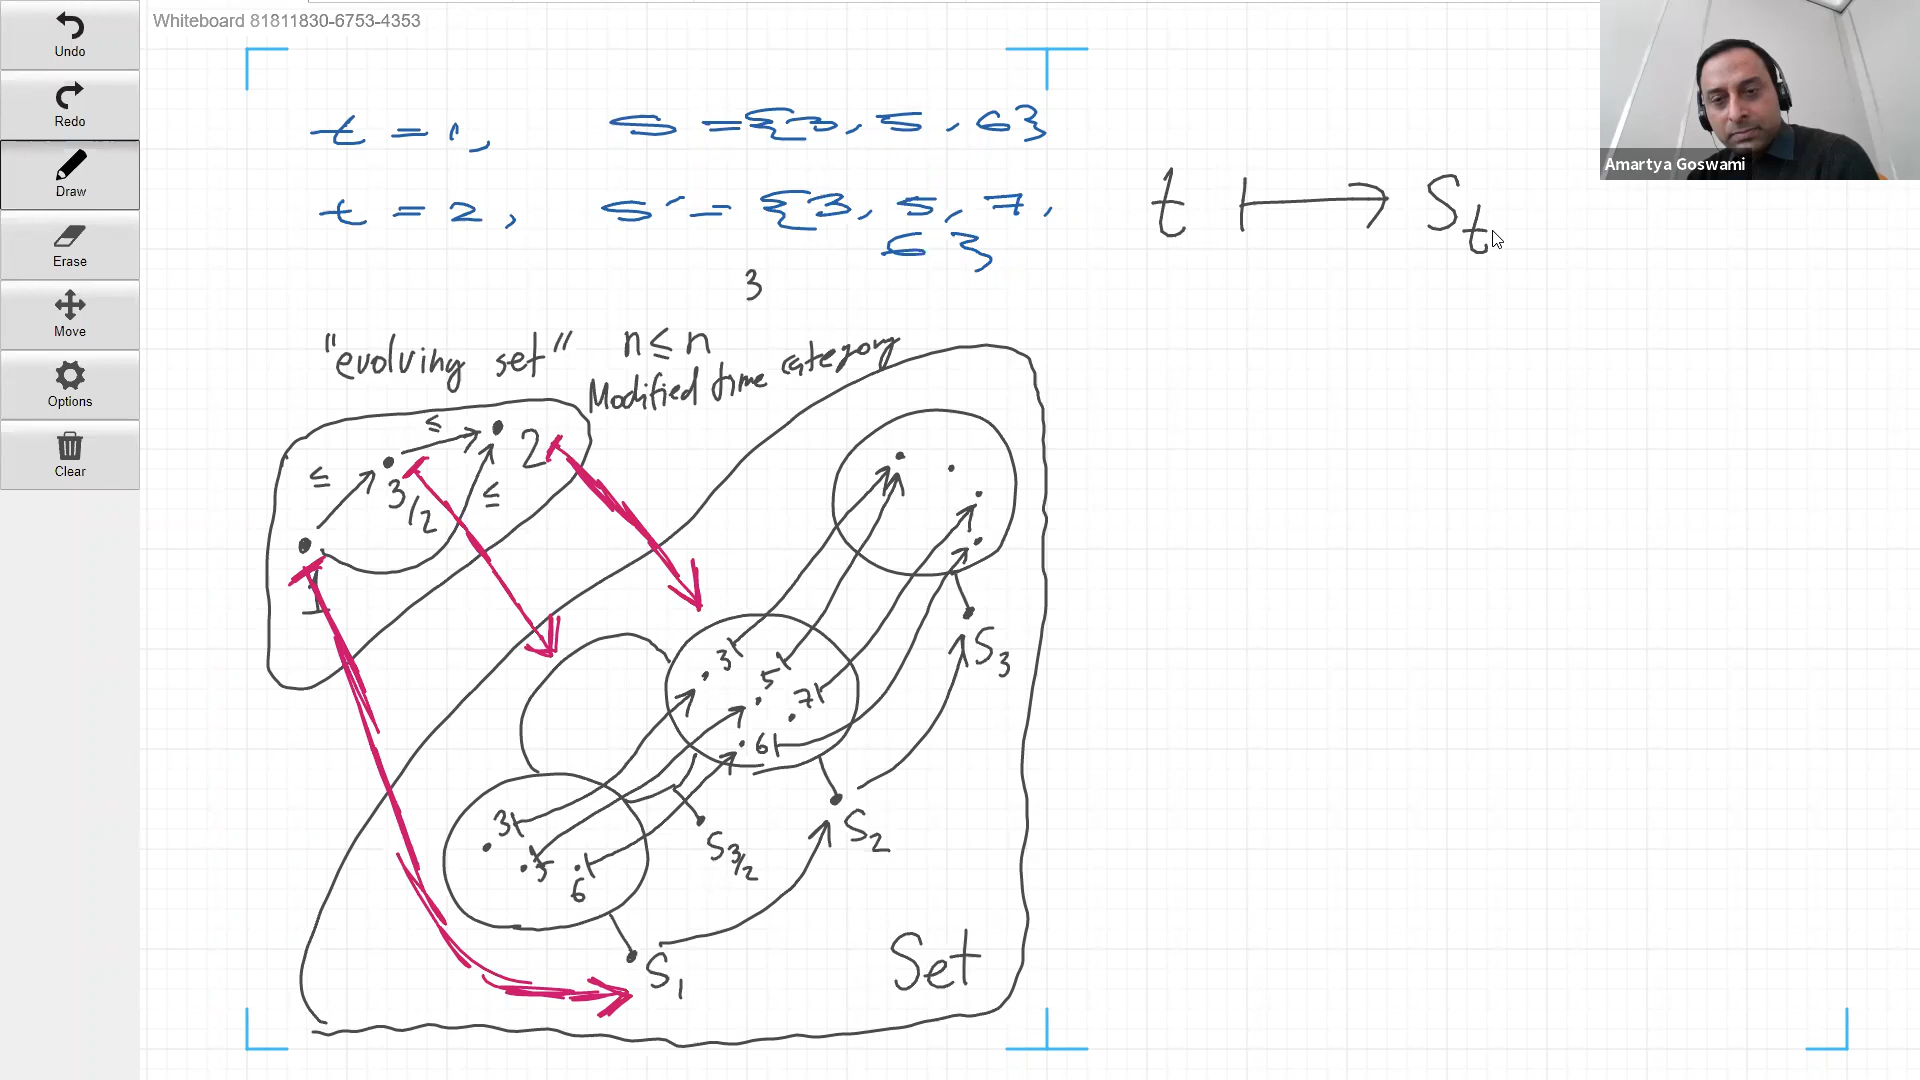 Whiteboard 81811830-6753-4353
Undo
Redo
Draw
Erase
Move
Options
Clear
Amartya Goswami
t = 1, S = {3, 5, 6}
t = 2, S' = {3, 5, 7,
6}
t ↦ S_t
3
"evolving set" n ≤ n
Modified time category
≤
≤
2
3/2
≤
1
3
5
7
6
S_3
3
5
6
S_3/2
S_2
S_1
Set